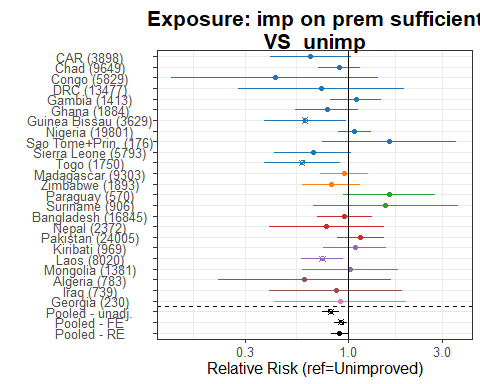 Exposure: imp on prem sufficient
VS unimp
CAR (3898)
Chad (9649)
Congo (5829)
DRC (13477)
Gambia (1413)
Ghana (1884)
Guinea Bissau (3629)
Nigeria (19801)
Sao Tome+Prin. (176)
Sierra Leone (5793)
Togo (1750)
Madagascar (9303)
Zimbabwe (1893)
Paraguay (570)
Suriname (906)
Bangladesh (16845)
Nepal (2372)
Pakistan (24005)
Kiribati (969)
Laos (8020)
Mongolia (1381)
Algeria (783)
Iraq (739)
Georgia (230)
Pooled - unadj.
Pooled - FE
Pooled - RE
0.3 1.0 3.0
Relative Risk (ref=Unimproved)